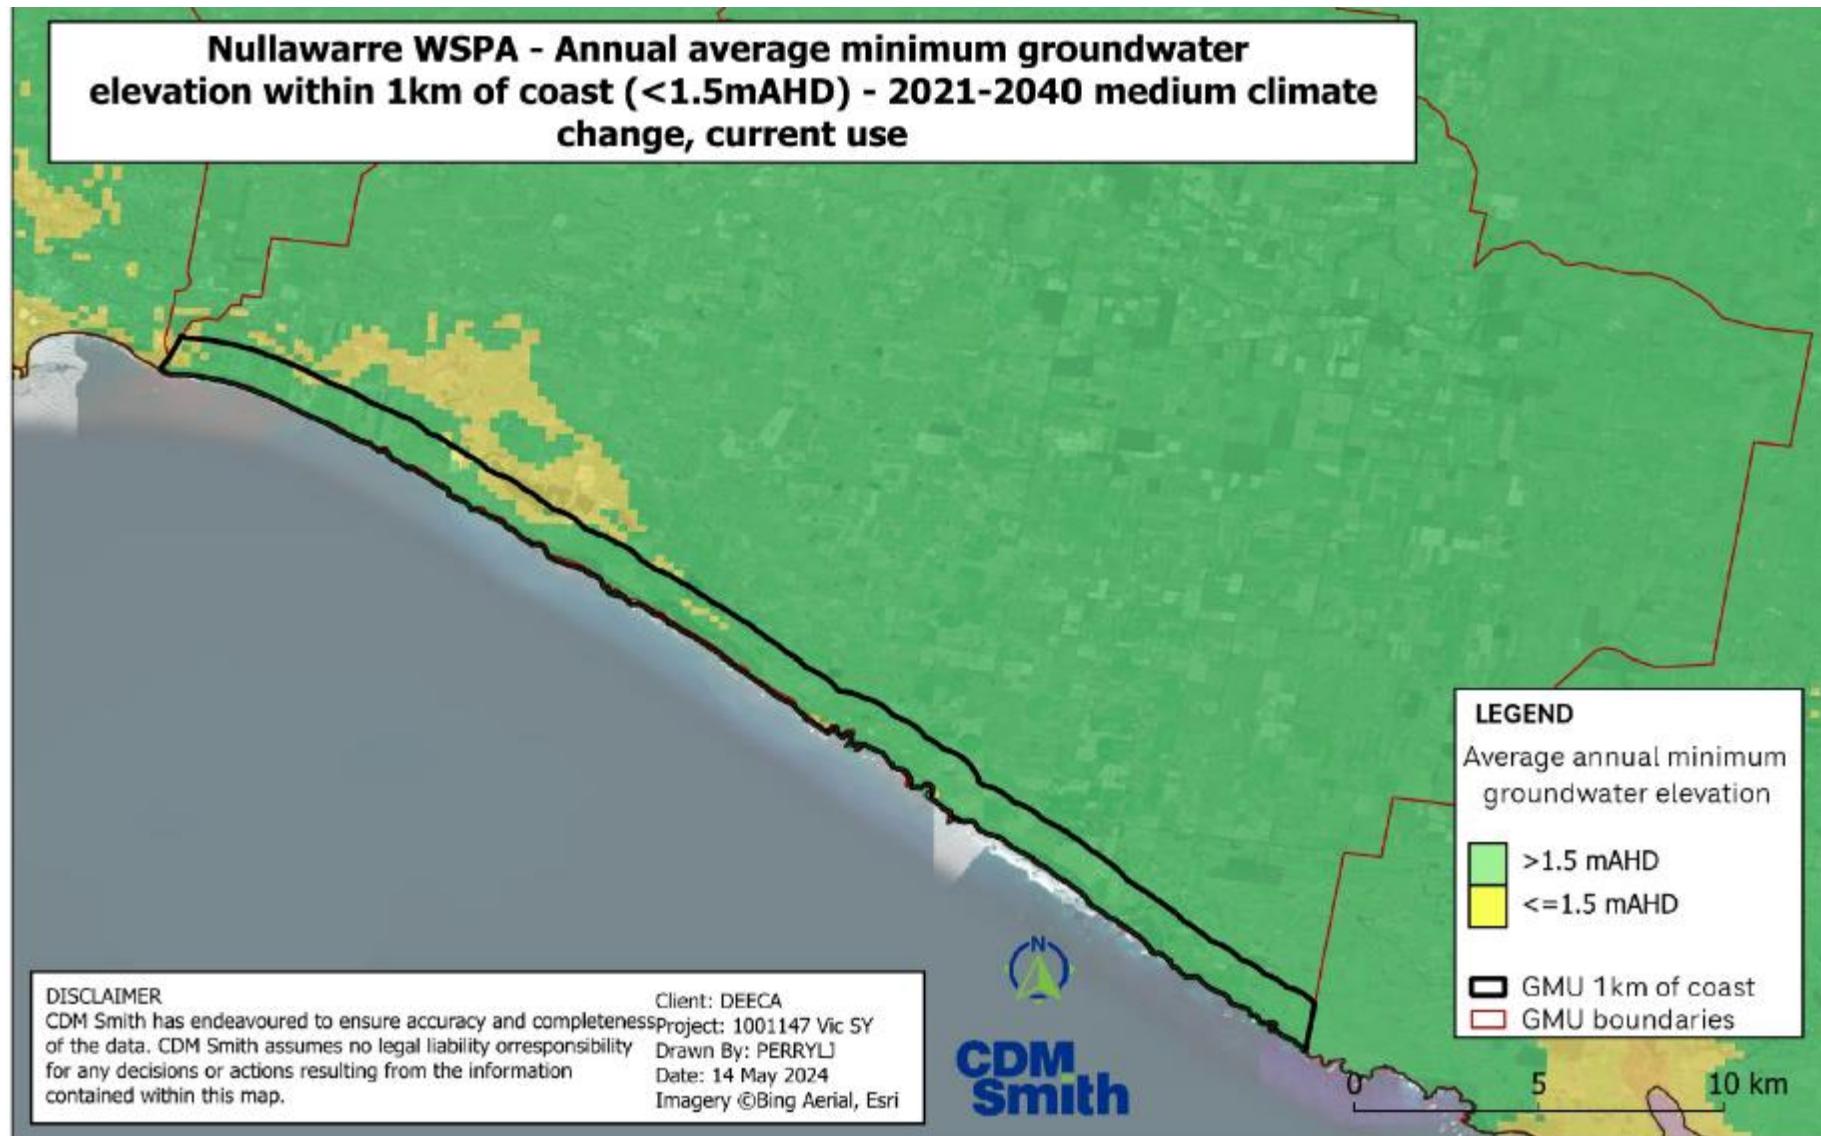 Nullawarre WSPA - Annual average minimum groundwater
elevation within 1km of coast (<1.5mAHD) - 2021-2040 medium climate
change, current use
LEGEND
Average annual minimum
groundwater elevation
>1.5 mAHD
<=1.5 mAHD
GMU 1km of coast
GMU boundaries
DISCLAIMER
CDM Smith has endeavoured to ensure accuracy and completeness
of the data. CDM Smith assumes no legal liability orresponsibility
for any decisions or actions resulting from the information
contained within this map.
Client: DEECA
Project: 1001147 Vic SY
Drawn By: PERRYLJ
Date: 14 May 2024
Imagery ©Bing Aerial, Esri
N
CDM
Smith
0 5 10 km